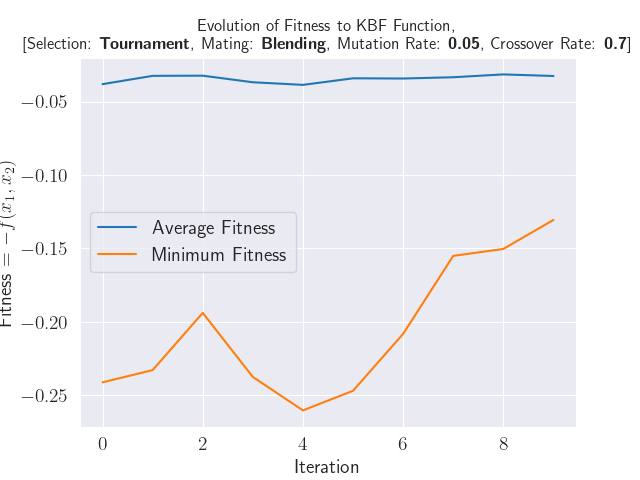 Evolution of Fitness to KBF Function,
[Selection: Tournament, Mating: Blending, Mutation Rate: 0.05, Crossover Rate: 0.7]
−0.05
−0.10
−0.15
−0.20
−0.25
Fitness = −f(x₁, x₂)
Average Fitness
Minimum Fitness
0 2 4 6 8
Iteration